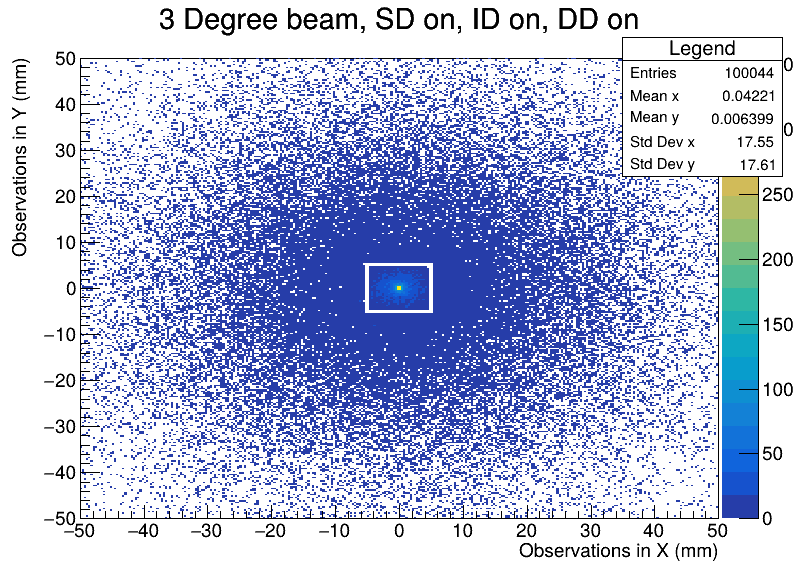 3 Degree beam, SD on, ID on, DD on
Legend
Entries 100044
Mean x 0.04221
Mean y 0.006399
Std Dev x 17.55
Std Dev y 17.61
Observations in Y (mm)
50
40
30
20
10
0
−10
−20
−30
−40
−50
−50 −40 −30 −20 −10 0 10 20 30 40 50
Observations in X (mm)
0
0
250
200
150
100
50
0